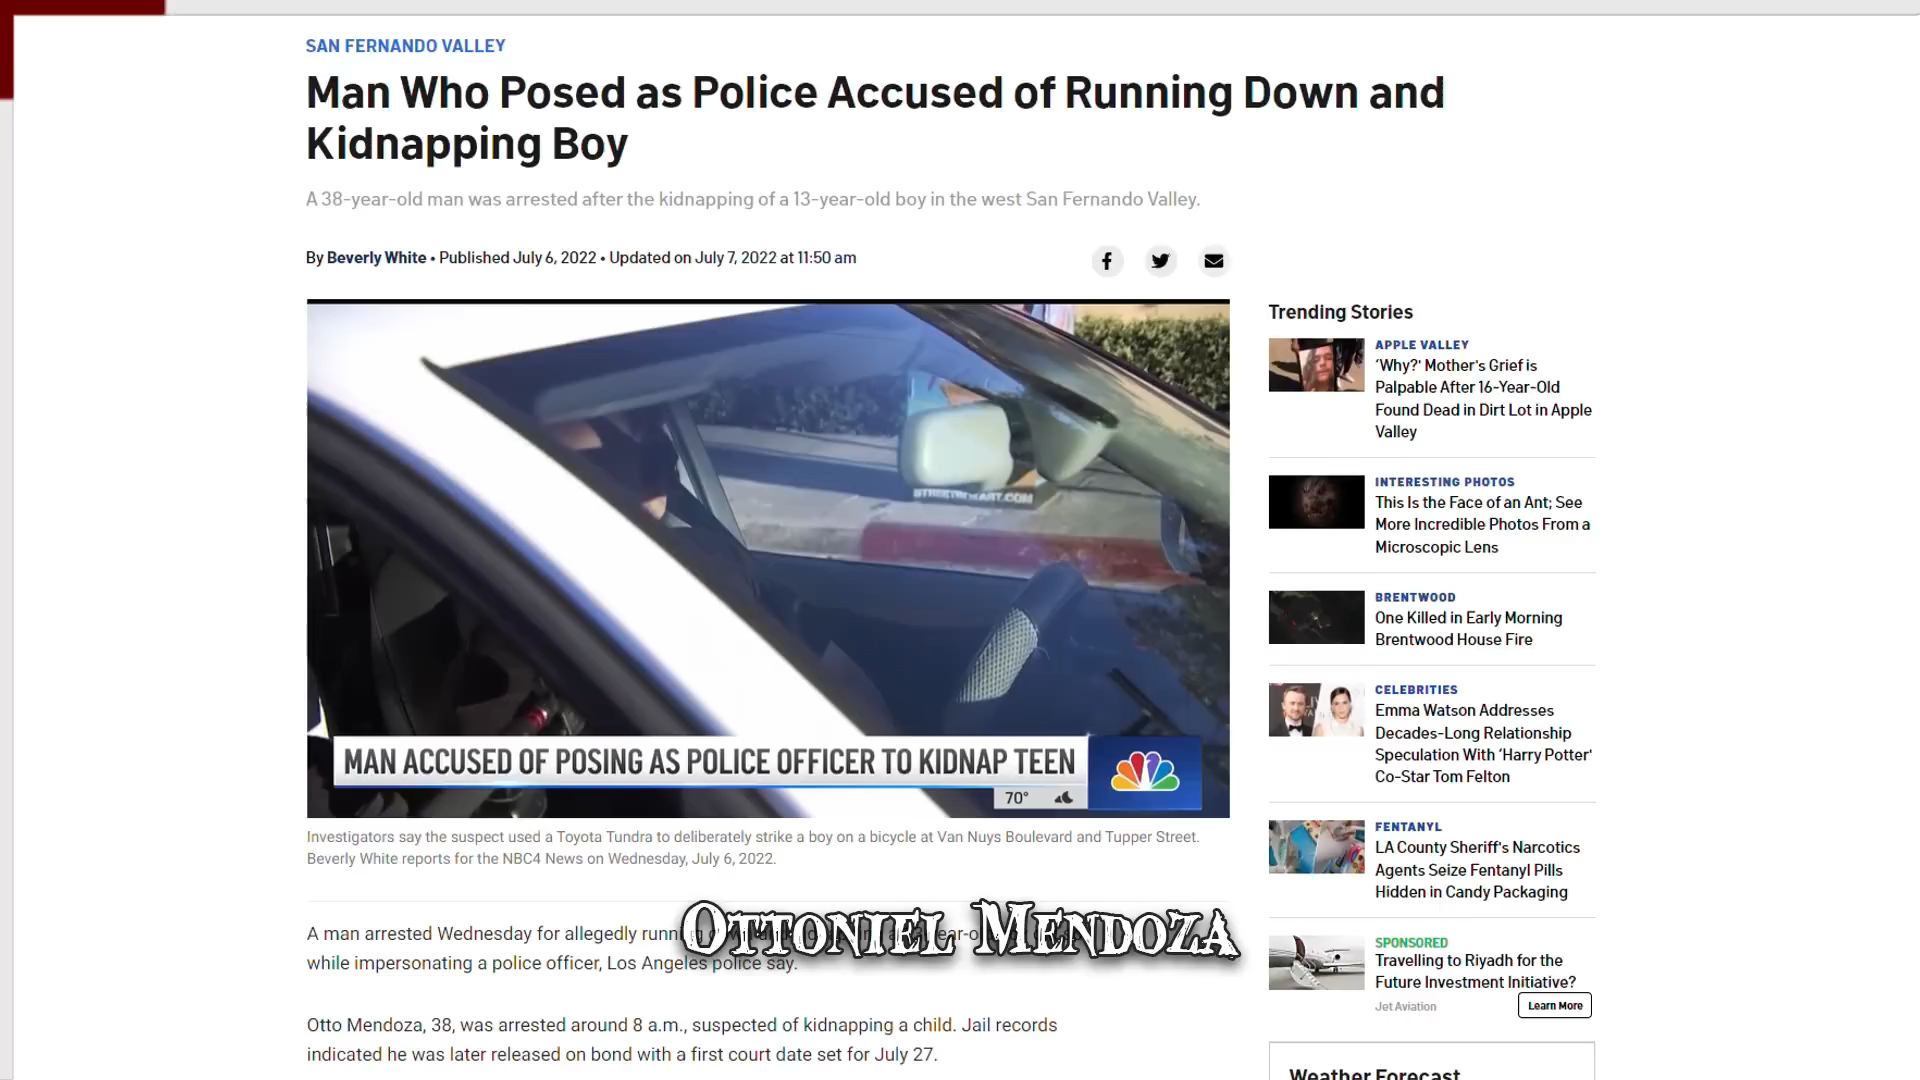 SAN FERNANDO VALLEY
Man Who Posed as Police Accused of Running Down and
Kidnapping Boy
A 38-year-old man was arrested after the kidnapping of a 13-year-old boy in the west San Fernando Valley.
By Beverly White • Published July 6, 2022 • Updated on July 7, 2022 at 11:50 am
MAN ACCUSED OF POSING AS POLICE OFFICER TO KIDNAP TEEN
70°
Investigators say the suspect used a Toyota Tundra to deliberately strike a boy on a bicycle at Van Nuys Boulevard and Tupper Street.
Beverly White reports for the NBC4 News on Wednesday, July 6, 2022.
OTTONIEL MENDOZA
A man arrested Wednesday for allegedly running
while impersonating a police officer, Los Angeles police say.
Otto Mendoza, 38, was arrested around 8 a.m., suspected of kidnapping a child. Jail records
indicated he was later released on bond with a first court date set for July 27.
Trending Stories
APPLE VALLEY
‘Why?' Mother's Grief is
Palpable After 16-Year-Old
Found Dead in Dirt Lot in Apple
Valley
INTERESTING PHOTOS
This Is the Face of an Ant; See
More Incredible Photos From a
Microscopic Lens
BRENTWOOD
One Killed in Early Morning
Brentwood House Fire
CELEBRITIES
Emma Watson Addresses
Decades-Long Relationship
Speculation With ‘Harry Potter'
Co-Star Tom Felton
FENTANYL
LA County Sheriff's Narcotics
Agents Seize Fentanyl Pills
Hidden in Candy Packaging
SPONSORED
Travelling to Riyadh for the
Future Investment Initiative?
Jet Aviation
Learn More
Weather Forecast